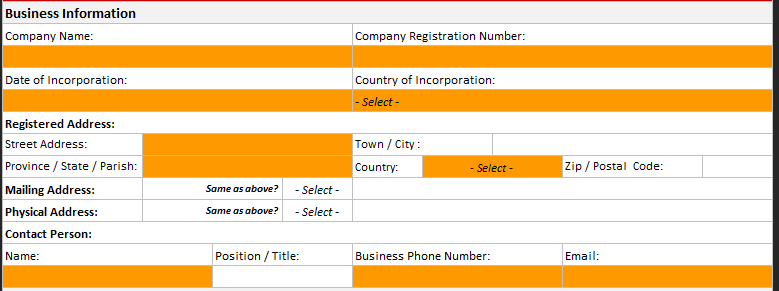 Business Information
Company Name: Company Registration Number:
Date of Incorporation: Country of Incorporation:
- Select -
Registered Address:
Street Address: Town / City :
Province / State / Parish: Country: - Select - Zip / Postal Code:
Mailing Address: Same as above? - Select -
Physical Address: Same as above? - Select -
Contact Person:
Name: Position / Title: Business Phone Number: Email: